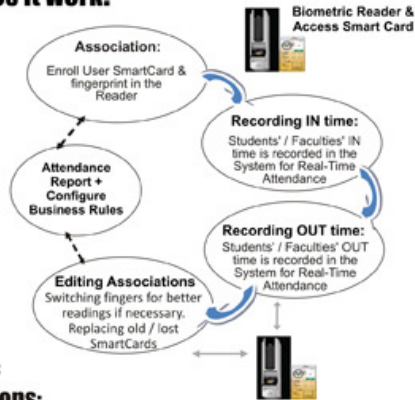 it work:
Biometric Reader &
Access Smart Card
Association:
Enroll User SmartCard &
fingerprint in the
Reader
Recording IN time:
Students' / Faculties' IN
time is recorded in the
System for Real-Time
Attendance
Attendance
Report +
Configure
Business Rules
Recording OUT time:
Students' / Faculties' OUT
time is recorded in the
System for Real-Time
Attendance
Editing Associations
Switching fingers for better
readings if necessary.
Replacing old / lost
SmartCards